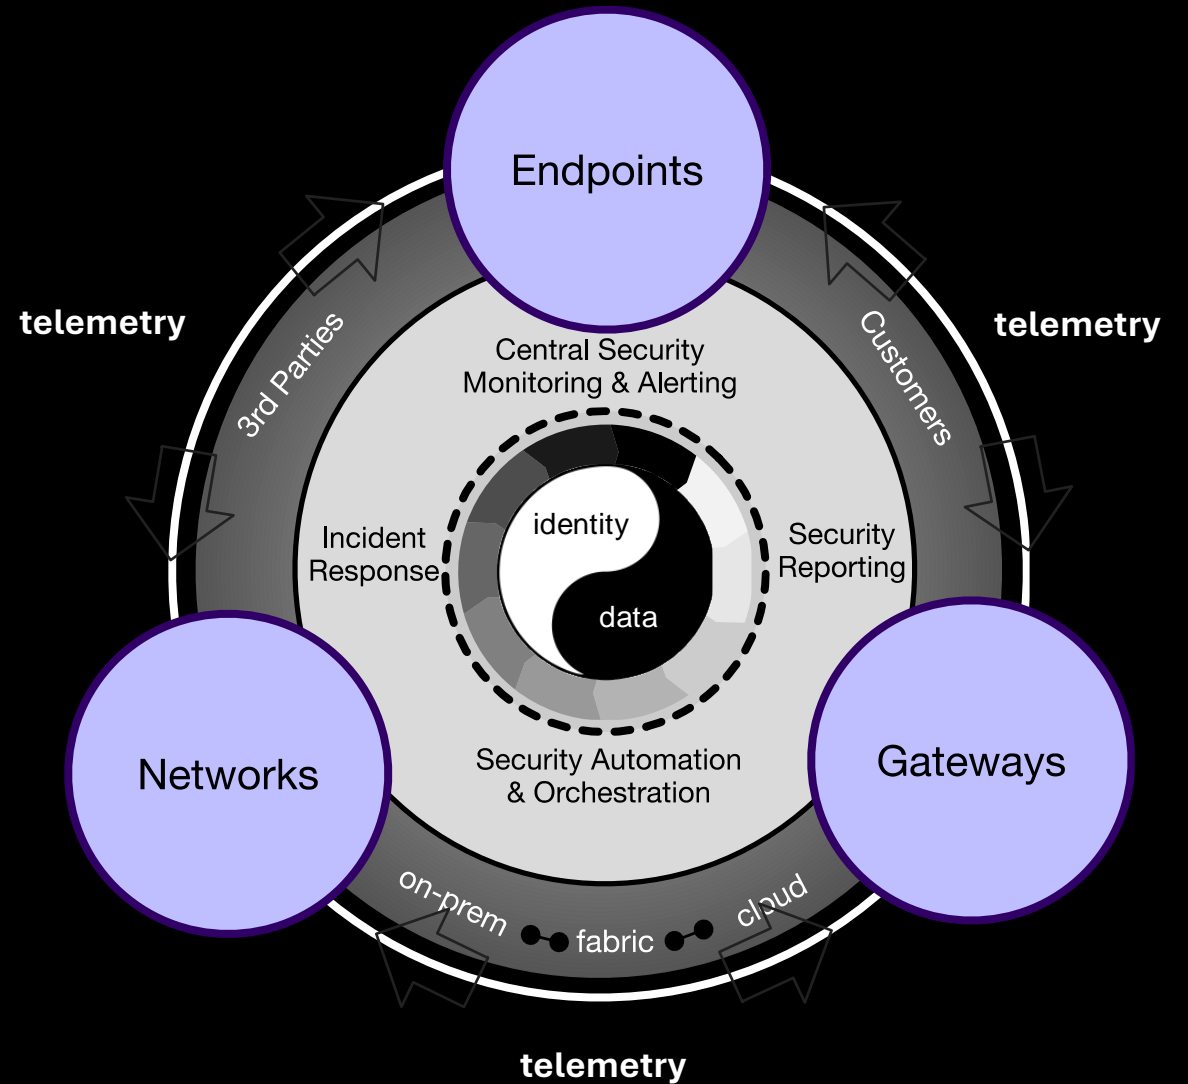 Endpoints
telemetry
telemetry
3rd Parties
Customers
Central Security
Monitoring & Alerting
identity
data
Incident
Response
Security
Reporting
Networks
Gateways
Security Automation
& Orchestration
on-prem
fabric
cloud
telemetry